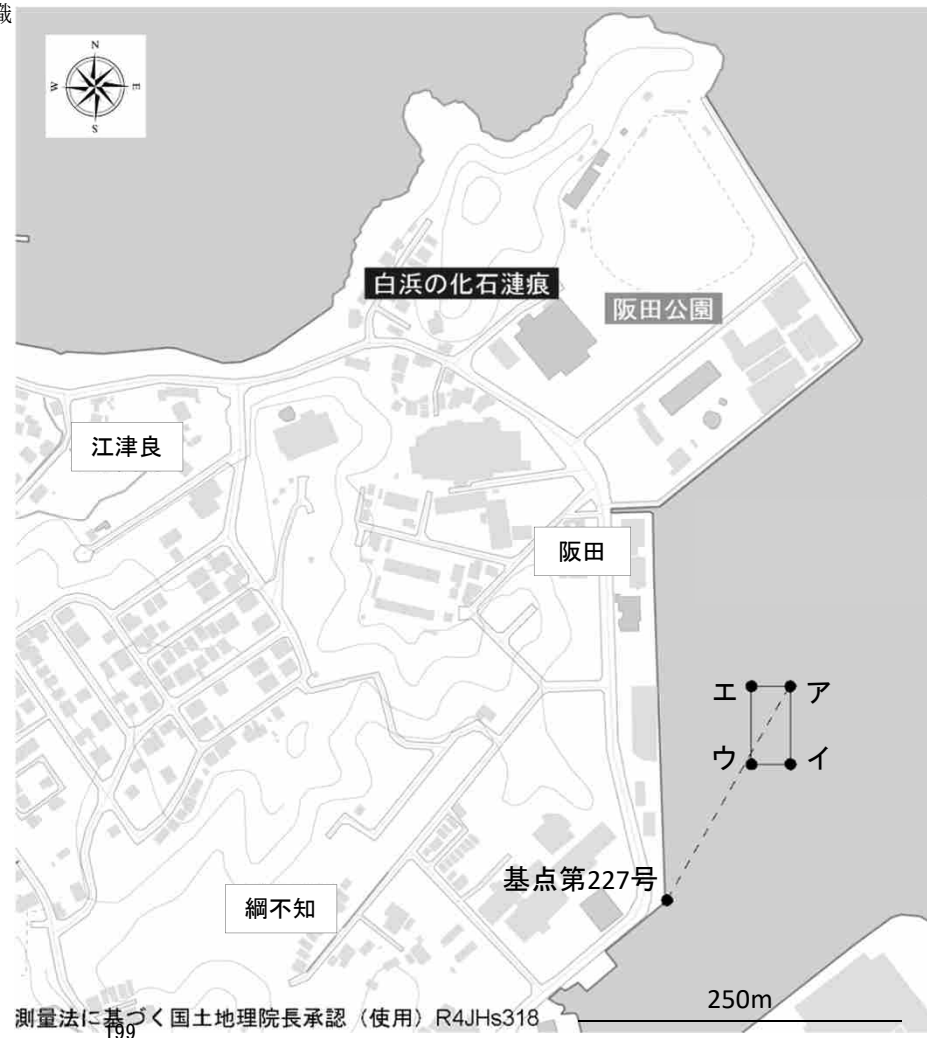 職
N
W E
S
白浜の化石漣痕
阪田公園
江津良
阪田
エ ア
ウ イ
基点第227号
綱不知
250m
測量法に基づく国土地理院長承認（使用）R4JHs318
199